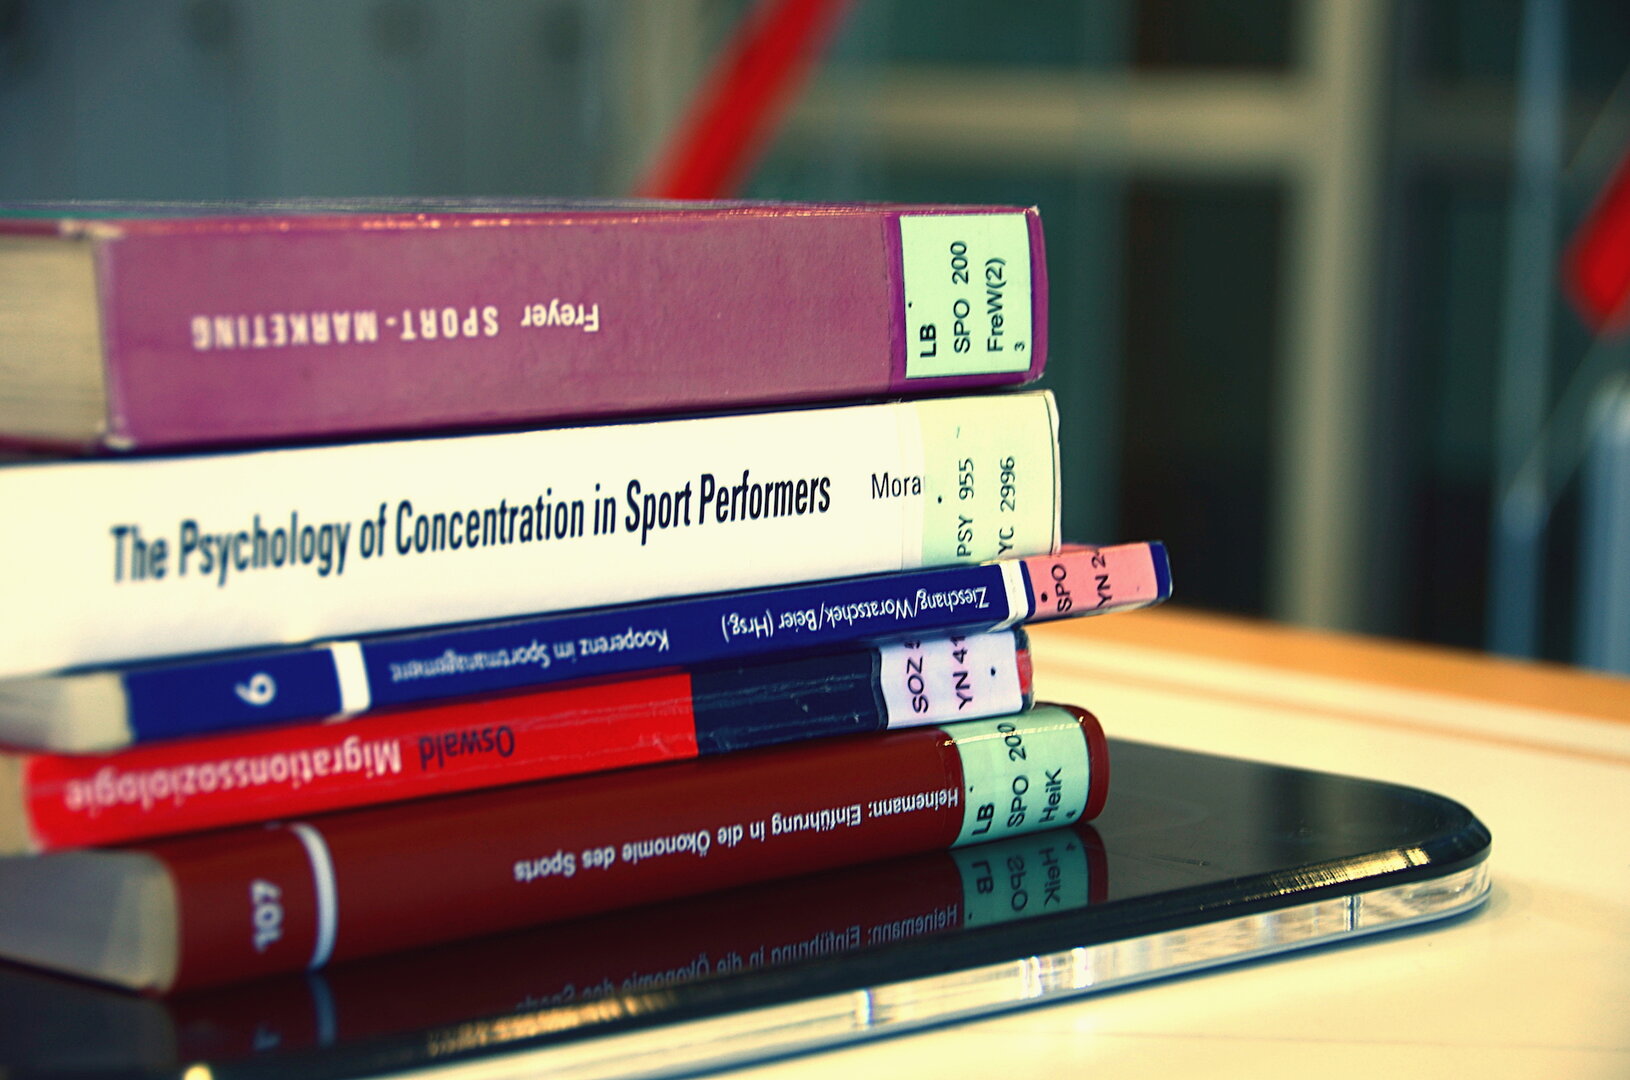 Freyer SPORT-MARKETING
LB
SPO 200
FreW(2)
3
The Psychology of Concentration in Sport Performers
PSY 955
YC 2996
Zieschang/Woratschek/Beier (Hrsg)
Kooperenz im Sportmanagement
6
SPO
YN 2
Oswald Migrationssoziologie
SOZ
YN 41
Heinemann: Einführung in die Ökonomie des Sports
107
LB
SPO 200
HeiK